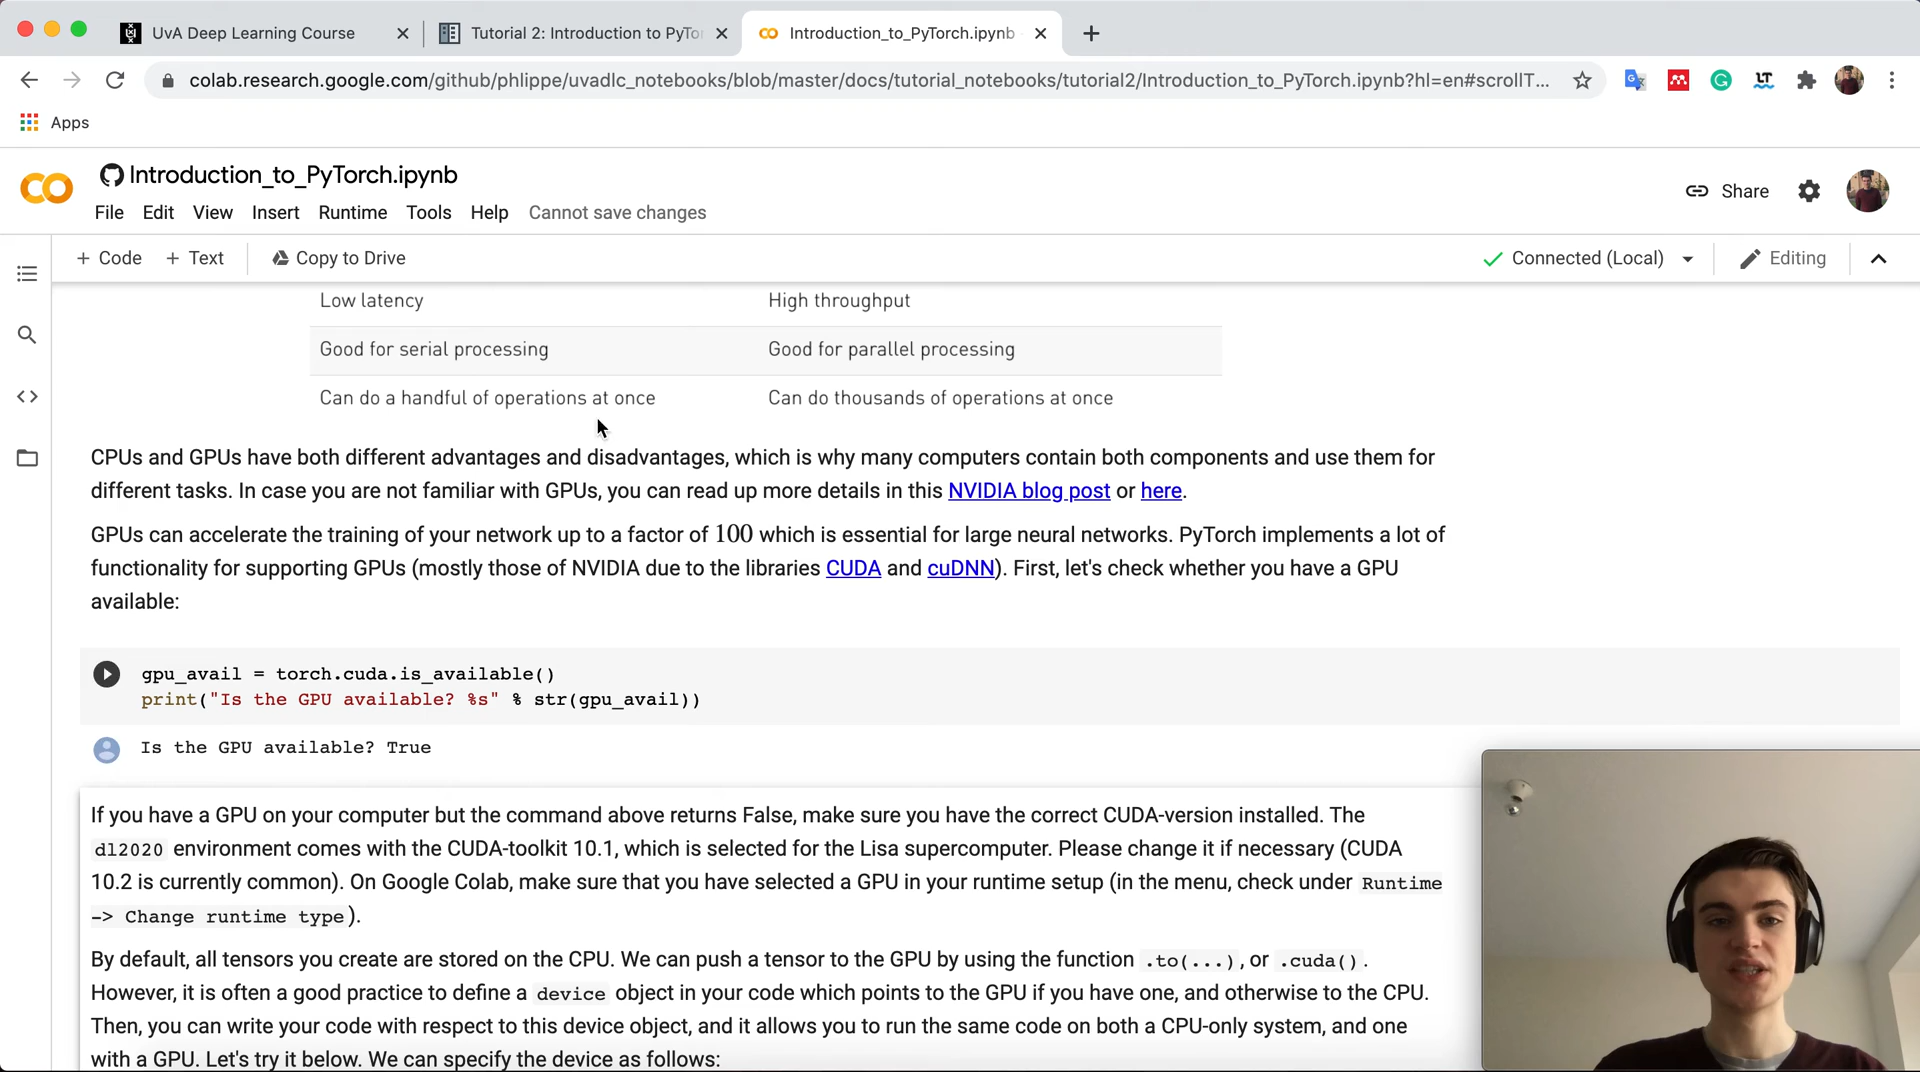 UvA Deep Learning Course
Tutorial 2: Introduction to PyTo
Introduction_to_PyTorch.ipynb
colab.research.google.com/github/phlippe/uvadlc_notebooks/blob/master/docs/tutorial_notebooks/tutorial2/Introduction_to_PyTorch.ipynb?hl=en#scrollT...
LT
Apps
Introduction_to_PyTorch.ipynb
Share
File Edit View Insert Runtime Tools Help Cannot save changes
+ Code + Text Copy to Drive Connected (Local) Editing
Low latency High throughput
Good for serial processing Good for parallel processing
Can do a handful of operations at once Can do thousands of operations at once
CPUs and GPUs have both different advantages and disadvantages, which is why many computers contain both components and use them for
different tasks. In case you are not familiar with GPUs, you can read up more details in this NVIDIA blog post or here.
GPUs can accelerate the training of your network up to a factor of 100 which is essential for large neural networks. PyTorch implements a lot of
functionality for supporting GPUs (mostly those of NVIDIA due to the libraries CUDA and cuDNN). First, let's check whether you have a GPU
available:
gpu_avail = torch.cuda.is_available()
print("Is the GPU available? %s" % str(gpu_avail))
Is the GPU available? True
If you have a GPU on your computer but the command above returns False, make sure you have the correct CUDA-version installed. The
dl2020 environment comes with the CUDA-toolkit 10.1, which is selected for the Lisa supercomputer. Please change it if necessary (CUDA
10.2 is currently common). On Google Colab, make sure that you have selected a GPU in your runtime setup (in the menu, check under Runtime
-> Change runtime type).
By default, all tensors you create are stored on the CPU. We can push a tensor to the GPU by using the function .to(...), or .cuda().
However, it is often a good practice to define a device object in your code which points to the GPU if you have one, and otherwise to the CPU.
Then, you can write your code with respect to this device object, and it allows you to run the same code on both a CPU-only system, and one
with a GPU. Let's try it below. We can specify the device as follows: